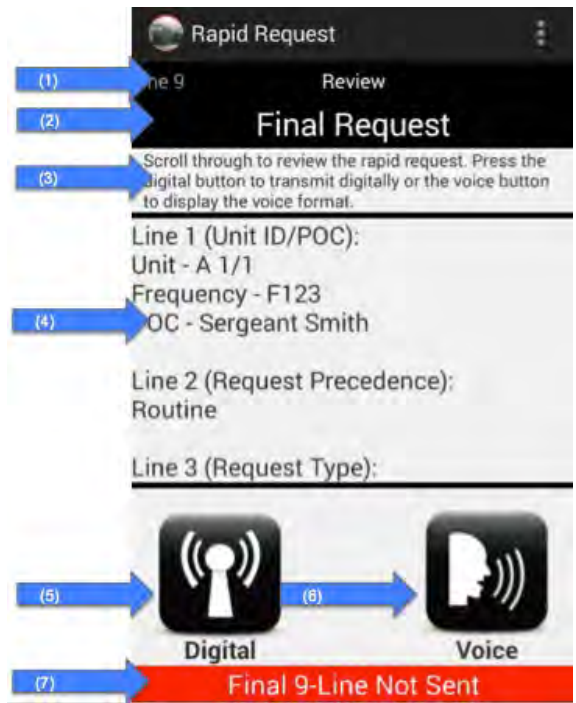 Rapid Request
(1) ne 9 Review
(2) Final Request
Scroll through to review the rapid request. Press the
(3) digital button to transmit digitally or the voice button
to display the voice format.
Line 1 (Unit ID/POC):
Unit - A 1/1
Frequency - F123
(4) OC - Sergeant Smith
Line 2 (Request Precedence):
Routine
Line 3 (Request Type):
(5) (6)
Digital Voice
(7) Final 9-Line Not Sent